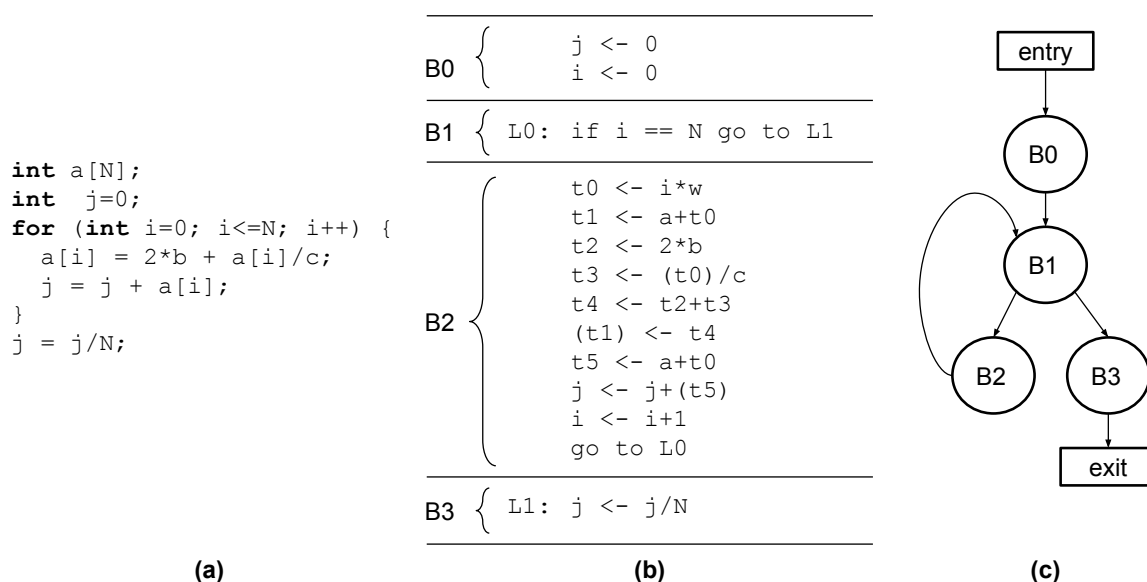 int a[N];
int  j=0;
for (int i=0; i<=N; i++) {
  a[i] = 2*b + a[i]/c;
  j = j + a[i];
}
j = j/N;
(a)
B0
j <- 0
i <- 0
B1
L0: if i == N go to L1
B2
t0 <- i*w
t1 <- a+t0
t2 <- 2*b
t3 <- (t0)/c
t4 <- t2+t3
(t1) <- t4
t5 <- a+t0
j <- j+(t5)
i <- i+1
go to L0
B3
L1: j <- j/N
(b)
entry
B0
B1
B2
B3
exit
(c)